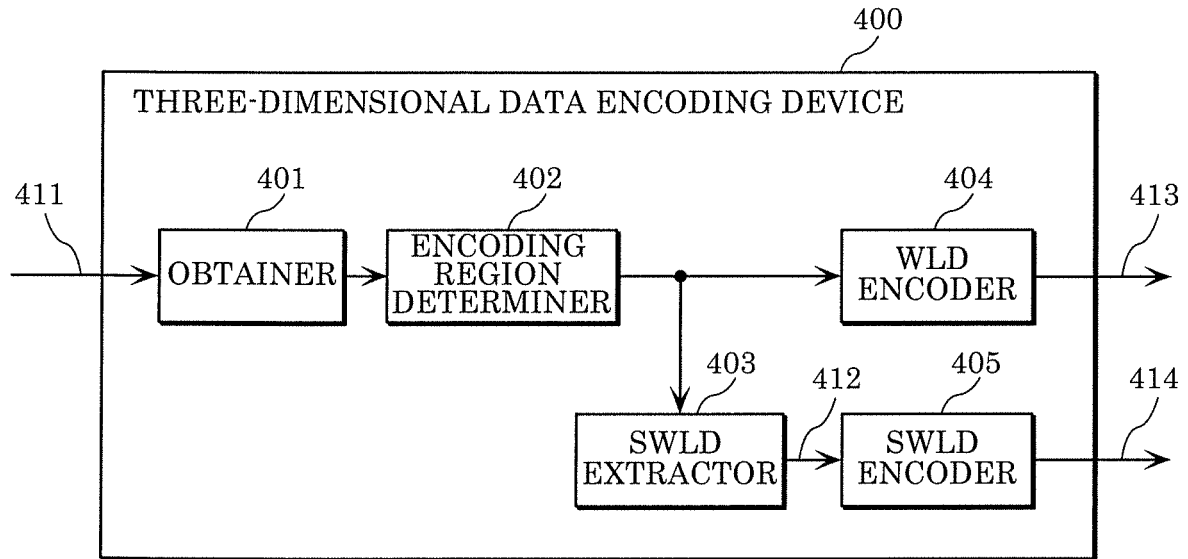 400
THREE-DIMENSIONAL DATA ENCODING DEVICE
411
401
402
404
413
OBTAINER
ENCODING
REGION
DETERMINER
WLD
ENCODER
403
412
405
414
SWLD
EXTRACTOR
SWLD
ENCODER